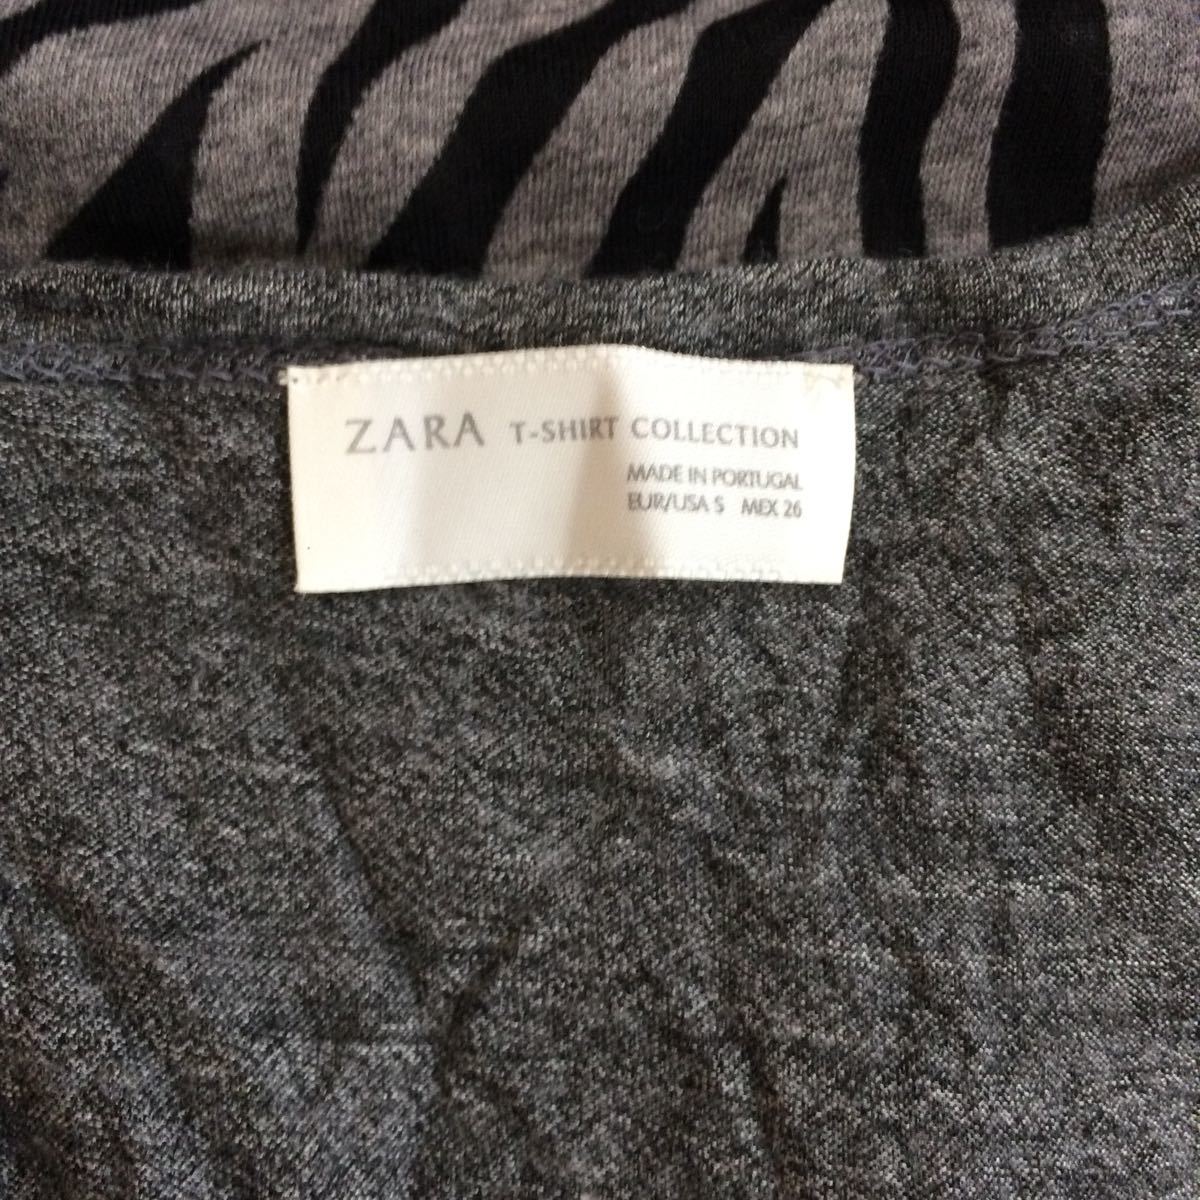 ZARA T-SHIRT COLLECTION
MADE IN PORTUGAL
EUR/USA S MEX 26